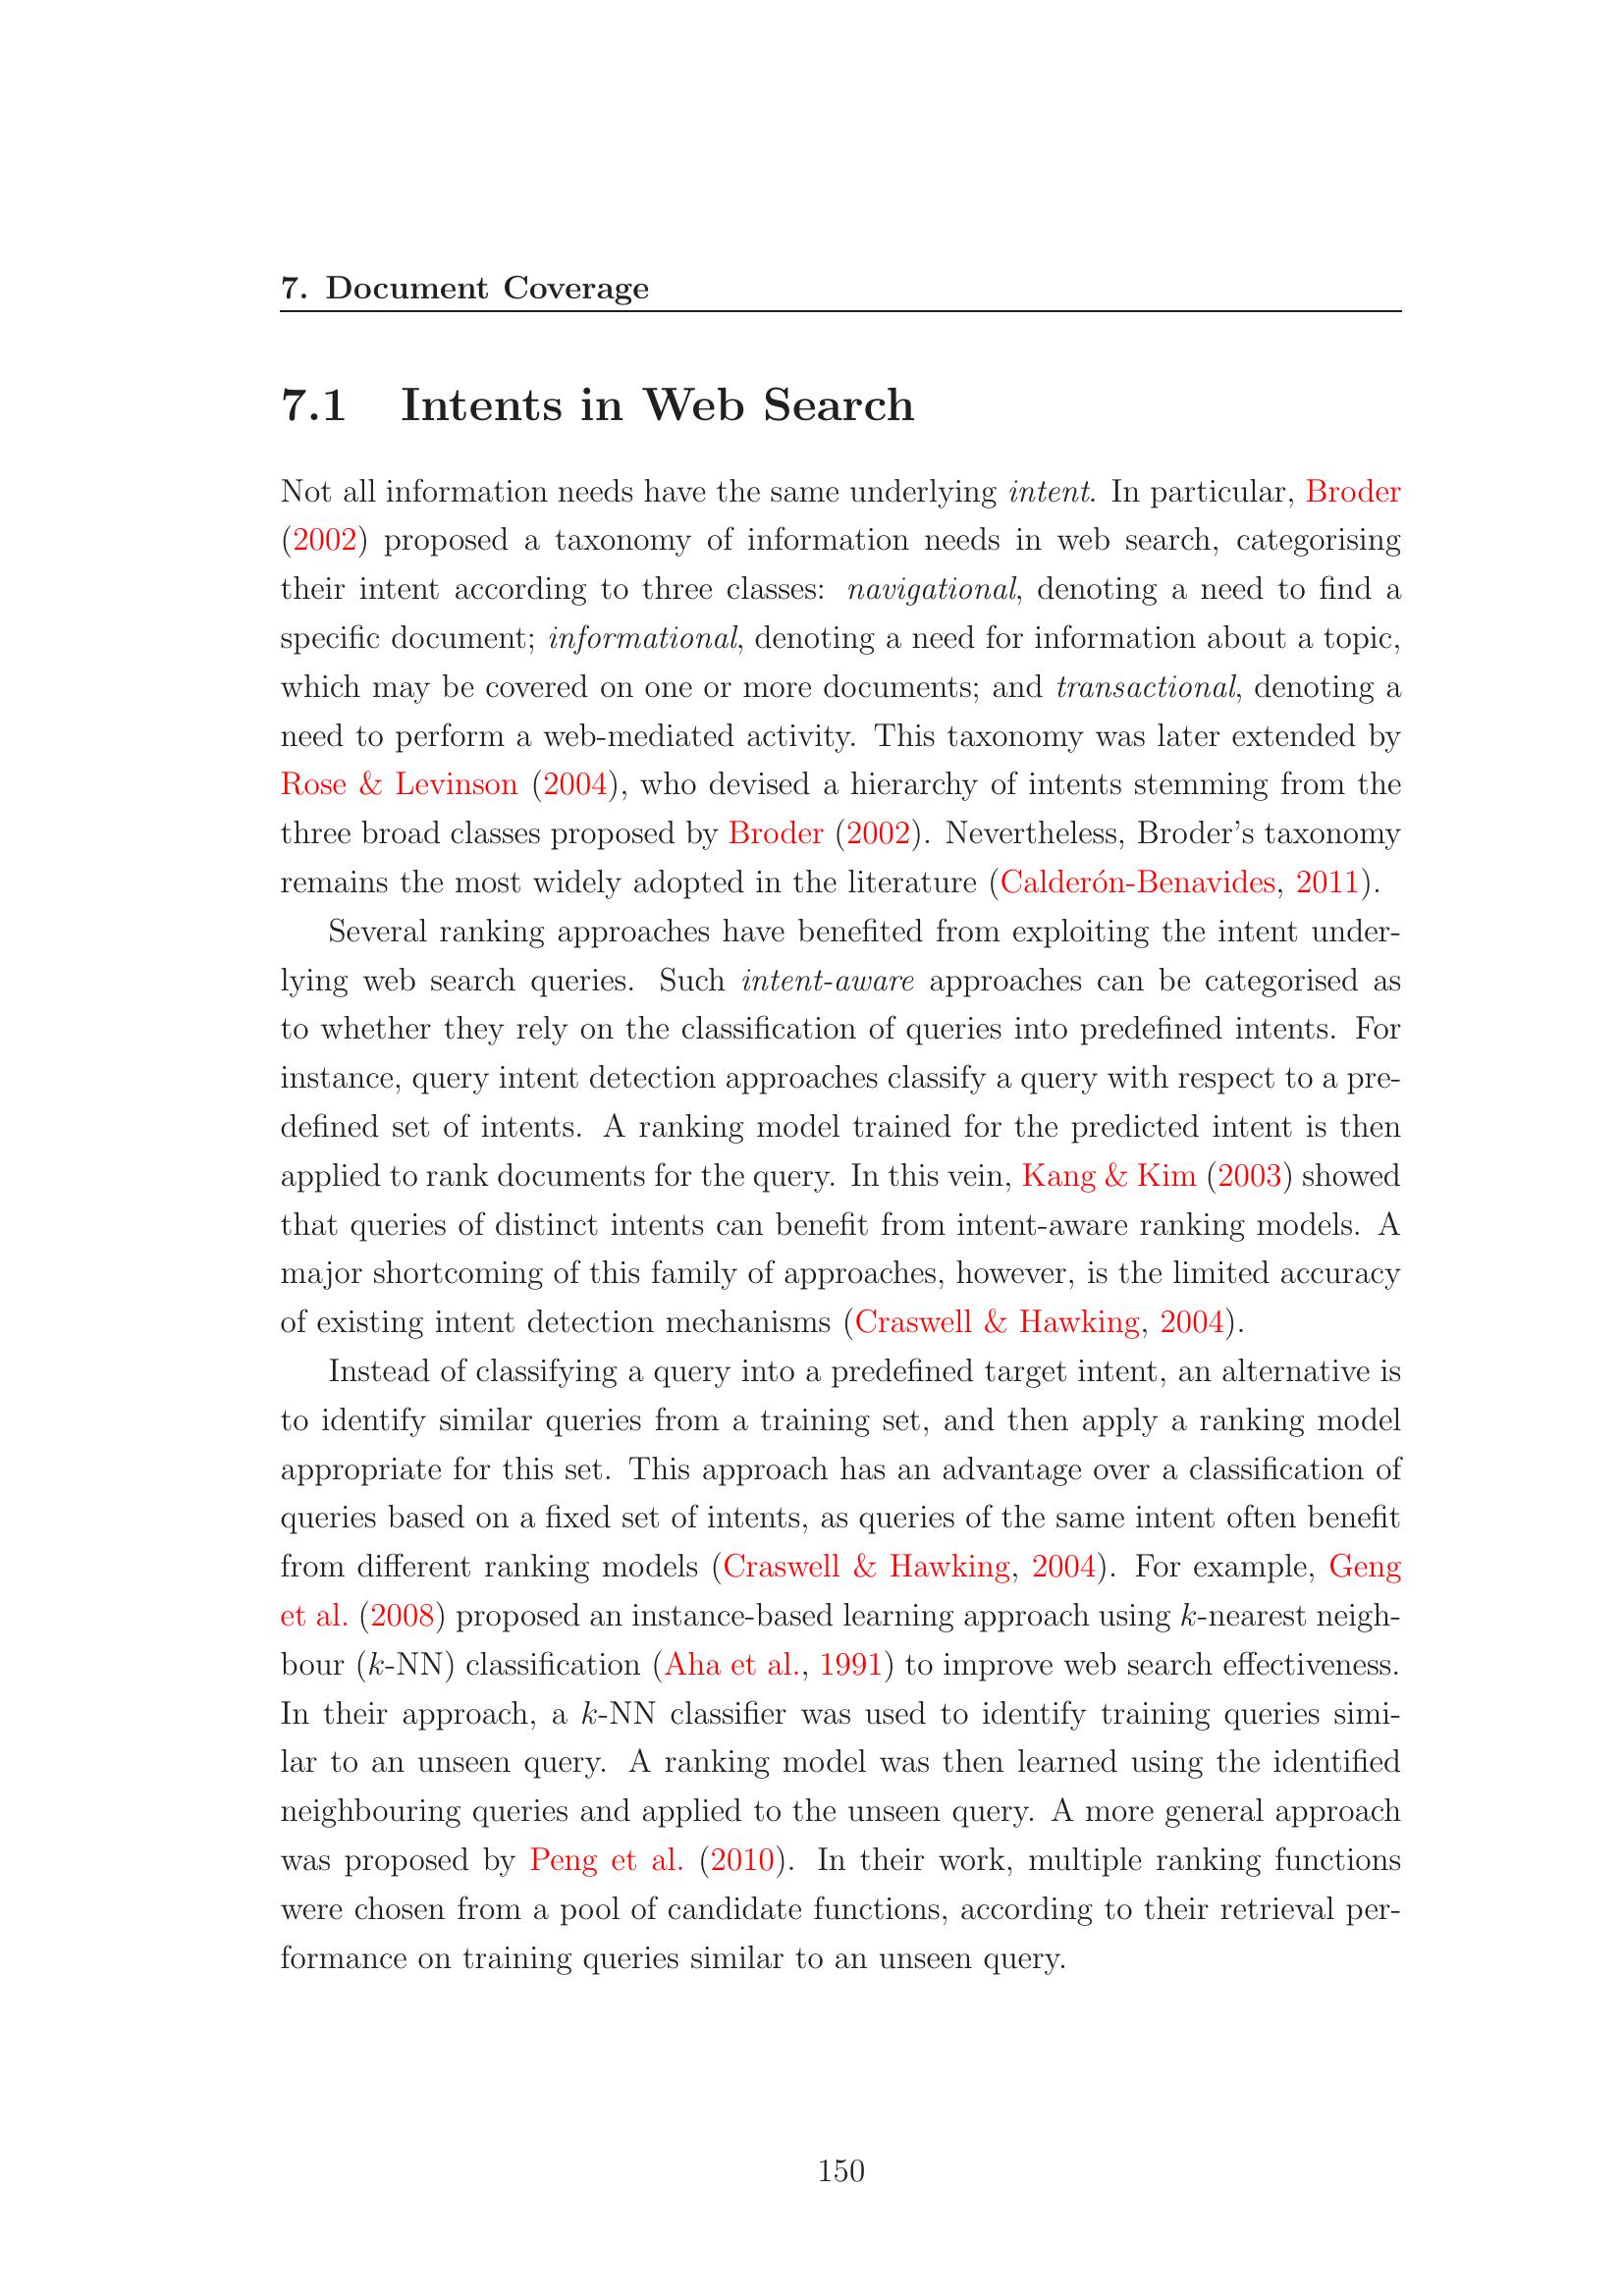 7. Document Coverage
7.1 Intents in Web Search
Not all information needs have the same underlying intent. In particular, Broder
(2002) proposed a taxonomy of information needs in web search, categorising
their intent according to three classes: navigational, denoting a need to find a
specific document; informational, denoting a need for information about a topic,
which may be covered on one or more documents; and transactional, denoting a
need to perform a web-mediated activity. This taxonomy was later extended by
Rose & Levinson (2004), who devised a hierarchy of intents stemming from the
three broad classes proposed by Broder (2002). Nevertheless, Broder's taxonomy
remains the most widely adopted in the literature (Calderón-Benavides, 2011).
Several ranking approaches have benefited from exploiting the intent under-
lying web search queries. Such intent-aware approaches can be categorised as
to whether they rely on the classification of queries into predefined intents. For
instance, query intent detection approaches classify a query with respect to a pre-
defined set of intents. A ranking model trained for the predicted intent is then
applied to rank documents for the query. In this vein, Kang & Kim (2003) showed
that queries of distinct intents can benefit from intent-aware ranking models. A
major shortcoming of this family of approaches, however, is the limited accuracy
of existing intent detection mechanisms (Craswell & Hawking, 2004).
Instead of classifying a query into a predefined target intent, an alternative is
to identify similar queries from a training set, and then apply a ranking model
appropriate for this set. This approach has an advantage over a classification of
queries based on a fixed set of intents, as queries of the same intent often benefit
from different ranking models (Craswell & Hawking, 2004). For example, Geng
et al. (2008) proposed an instance-based learning approach using k-nearest neigh-
bour (k-NN) classification (Aha et al., 1991) to improve web search effectiveness.
In their approach, a k-NN classifier was used to identify training queries simi-
lar to an unseen query. A ranking model was then learned using the identified
neighbouring queries and applied to the unseen query. A more general approach
was proposed by Peng et al. (2010). In their work, multiple ranking functions
were chosen from a pool of candidate functions, according to their retrieval per-
formance on training queries similar to an unseen query.
150